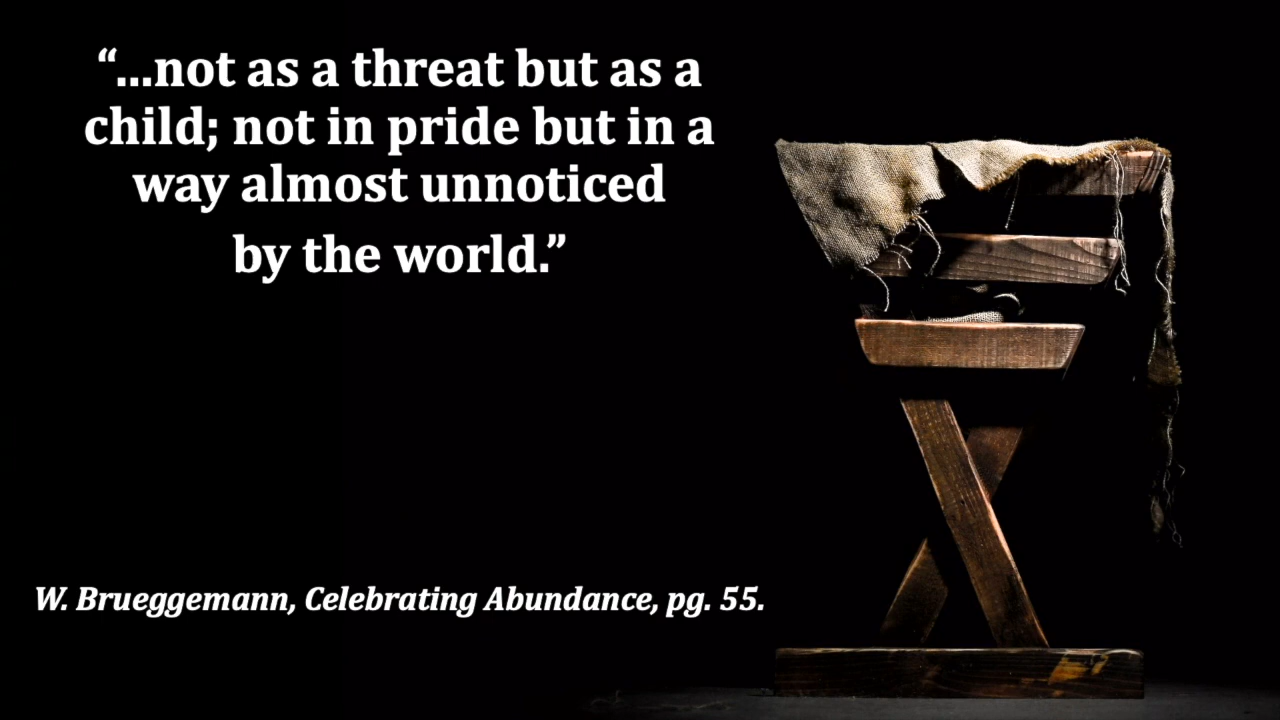 “...not as a threat but as a
child; not in pride but in a
way almost unnoticed
by the world.”
W. Brueggemann, Celebrating Abundance, pg. 55.